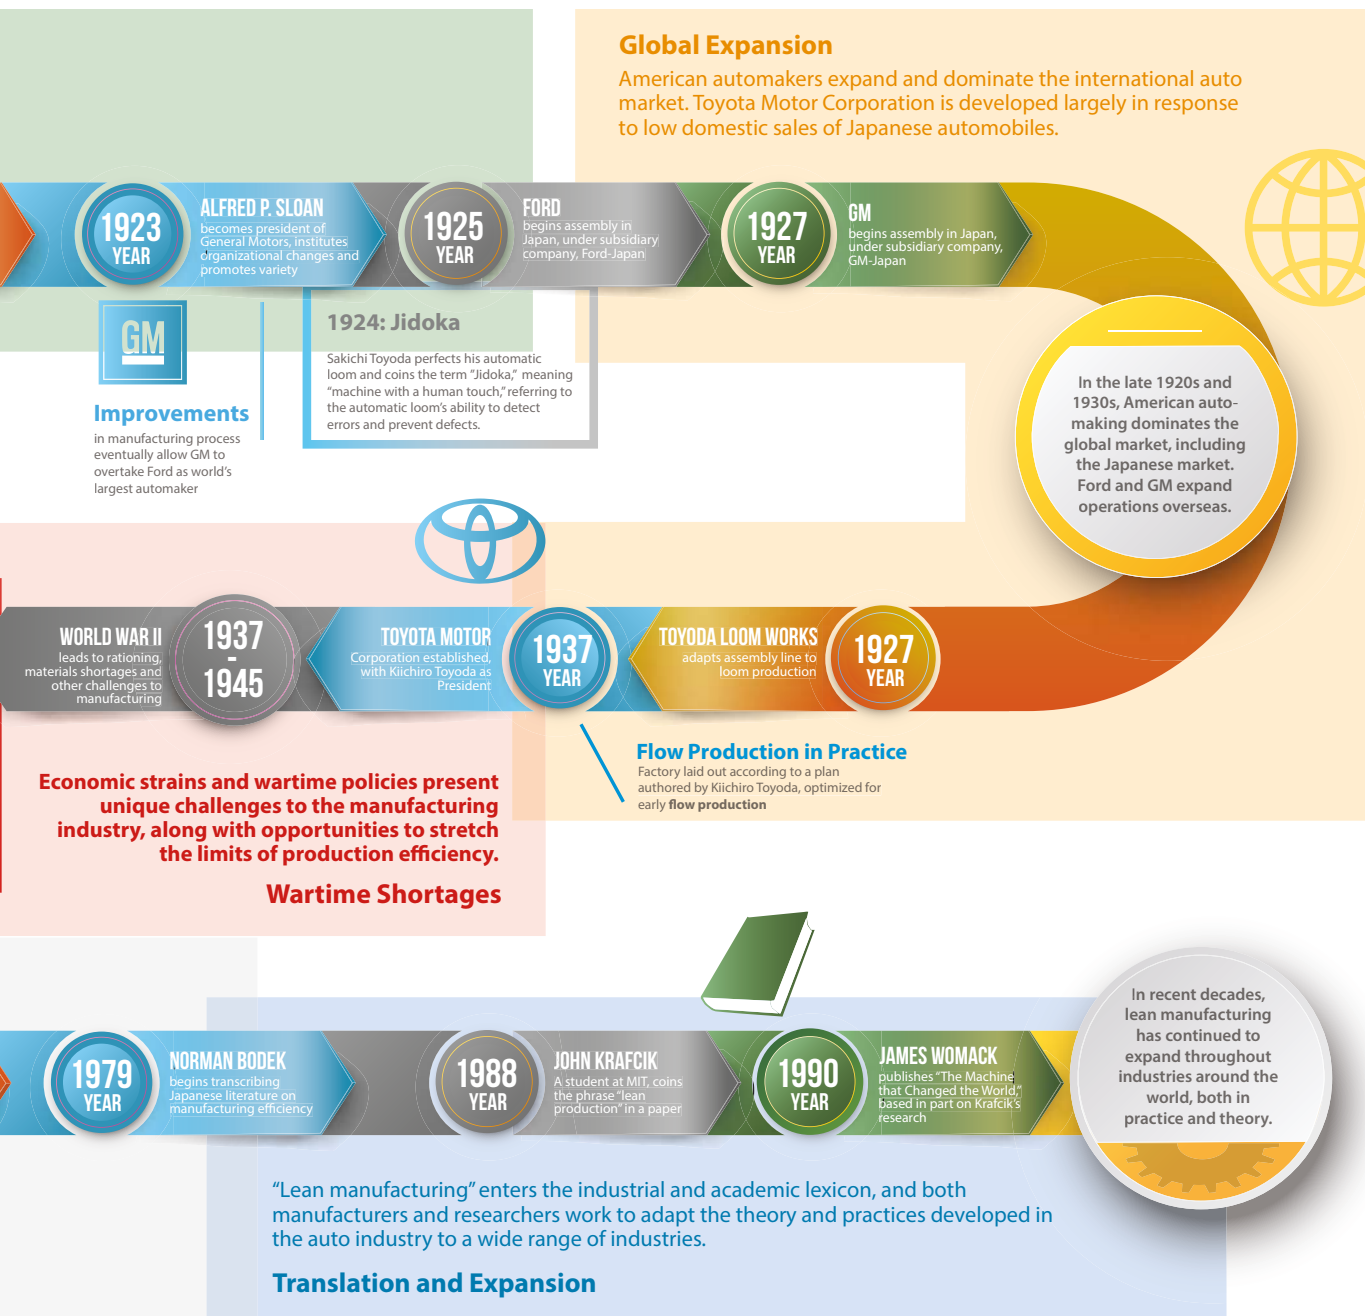 Global Expansion
American automakers expand and dominate the international auto
market. Toyota Motor Corporation is developed largely in response
to low domestic sales of Japanese automobiles.
1923
YEAR
ALFRED P. SLOAN
becomes president of
General Motors, institutes
organizational changes and
promotes variety
1925
YEAR
FORD
begins assembly in
Japan, under subsidiary
company, Ford-Japan
1927
YEAR
GM
begins assembly in Japan,
under subsidiary company,
GM-Japan
GM
Improvements
in manufacturing process
eventually allow GM to
overtake Ford as world's
largest automaker
1924: Jidoka
Sakichi Toyoda perfects his automatic
loom and coins the term "Jidoka," meaning
"machine with a human touch," referring to
the automatic loom's ability to detect
errors and prevent defects.
In the late 1920s and
1930s, American auto-
making dominates the
global market, including
the Japanese market.
Ford and GM expand
operations overseas.
1927
YEAR
TOYODA LOOM WORKS
adapts assembly line to
loom production
1937
YEAR
TOYOTA MOTOR
Corporation established,
with Kiichiro Toyoda as
President
1937
-
1945
WORLD WAR II
leads to rationing,
materials shortages and
other challenges to
manufacturing
Flow Production in Practice
Factory laid out according to a plan
authored by Kiichiro Toyoda, optimized for
early flow production
Economic strains and wartime policies present
unique challenges to the manufacturing
industry, along with opportunities to stretch
the limits of production efficiency.
Wartime Shortages
1979
YEAR
NORMAN BODEK
begins transcribing
Japanese literature on
manufacturing efficiency
1988
YEAR
JOHN KRAFCIK
A student at MIT, coins
the phrase "lean
production" in a paper
1990
YEAR
JAMES WOMACK
publishes "The Machine
that Changed the World,"
based in part on Krafcik's
research
In recent decades,
lean manufacturing
has continued to
expand throughout
industries around the
world, both in
practice and theory.
"Lean manufacturing" enters the industrial and academic lexicon, and both
manufacturers and researchers work to adapt the theory and practices developed in
the auto industry to a wide range of industries.
Translation and Expansion